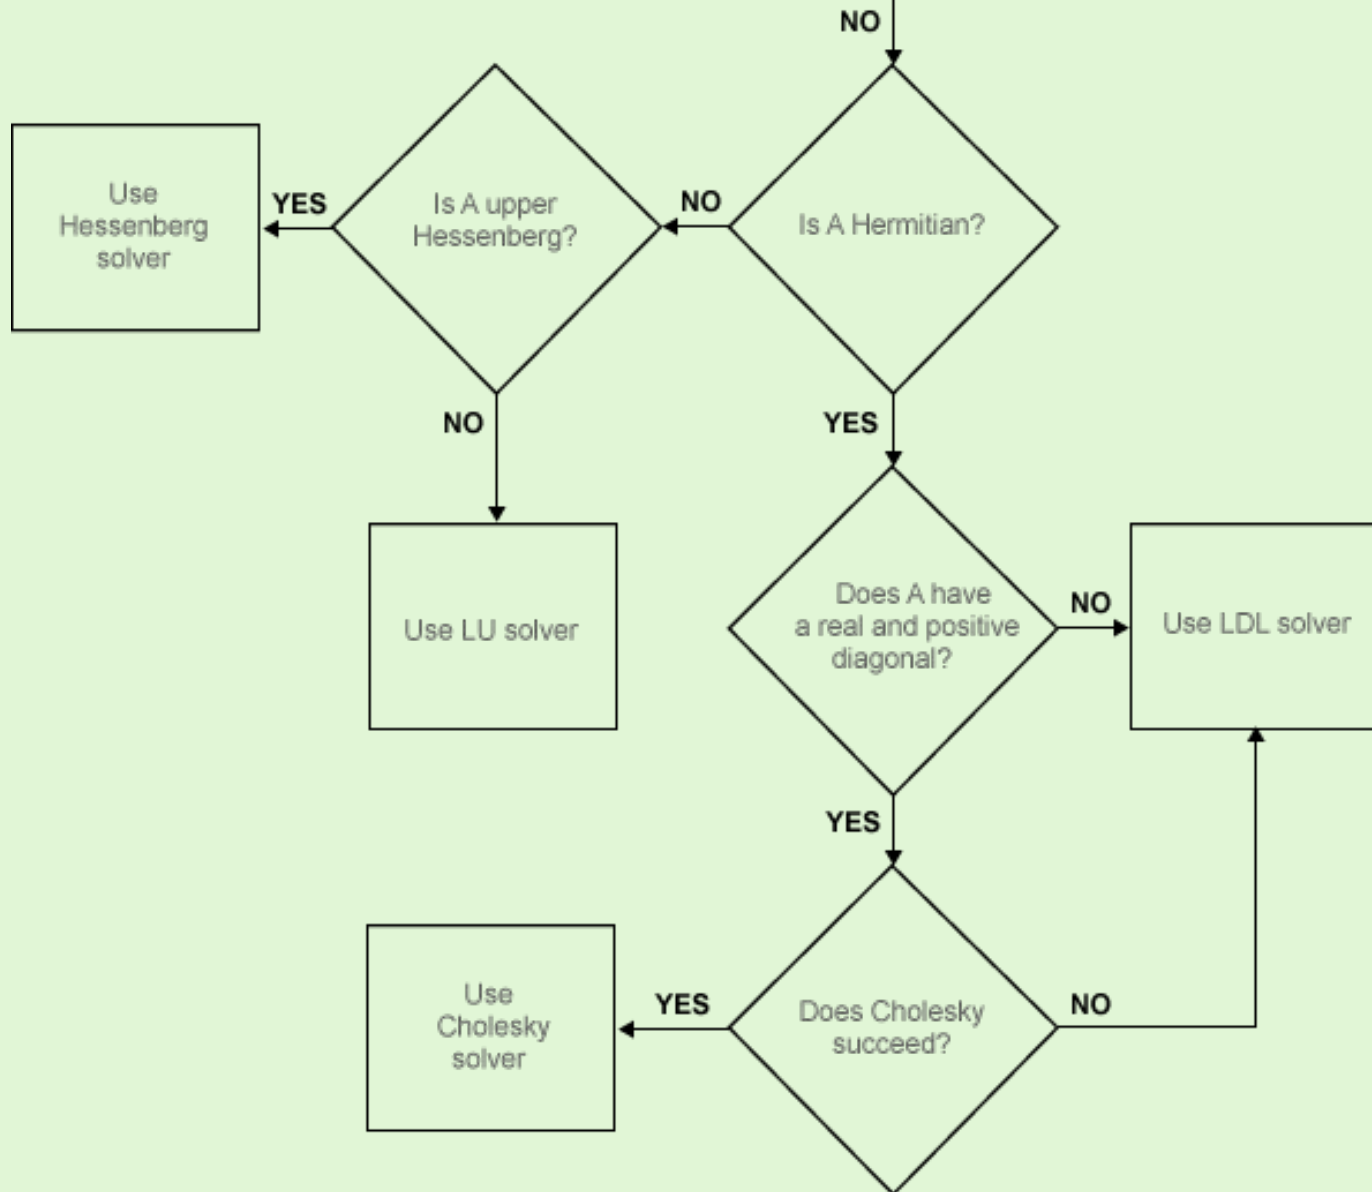 NO
Use
Hessenberg
solver
YES
Is A upper
Hessenberg?
NO
Is A Hermitian?
NO
YES
Use LU solver
Does A have
a real and positive
diagonal?
NO
Use LDL solver
YES
Use
Cholesky
solver
YES
Does Cholesky
succeed?
NO